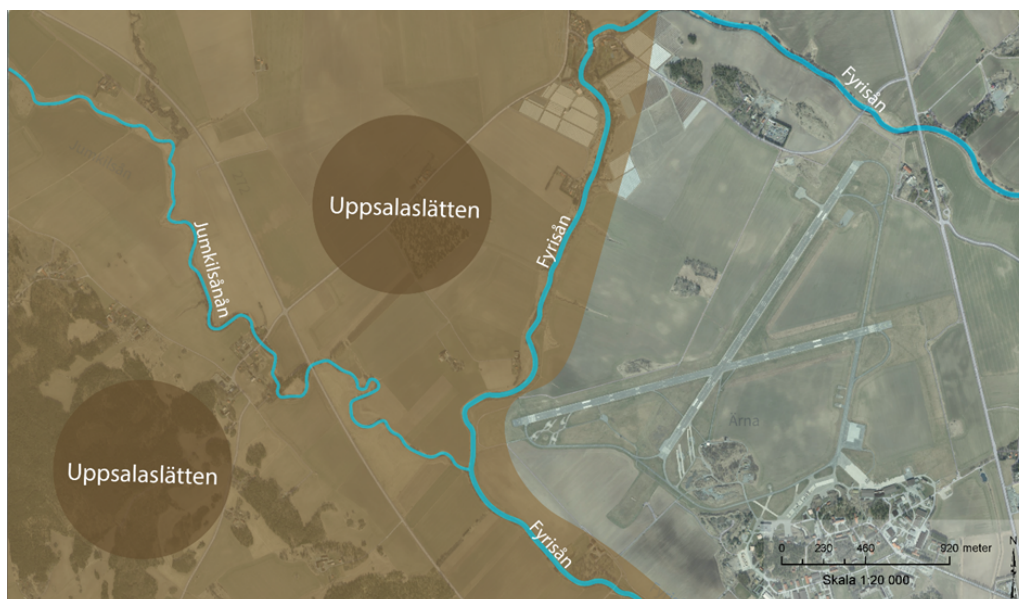 Fyrisån
Uppsalaslätten
Fyrisån
Jumkilsånån
Ärna
Uppsalaslätten
Fyrisån
N
0 230 460 920 meter
Skala 1:20 000